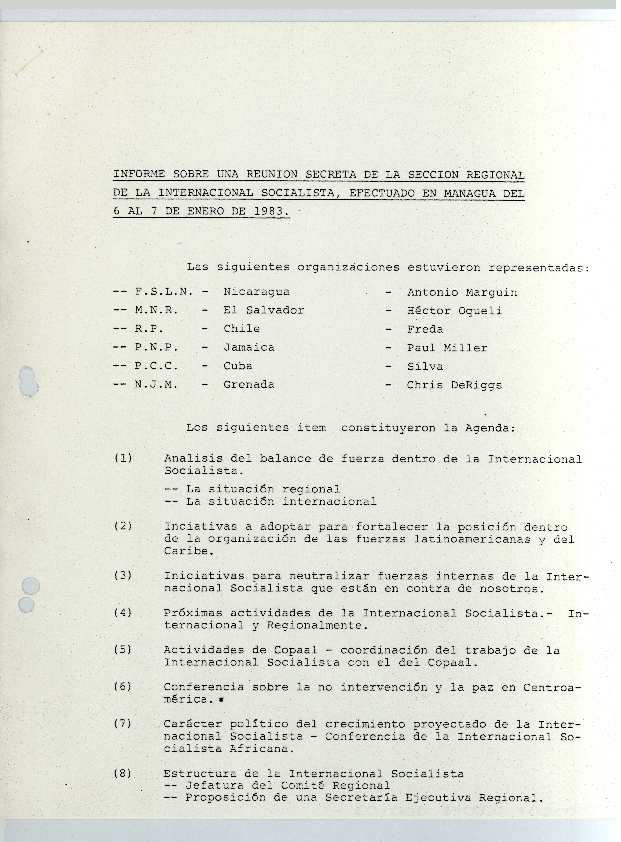 INFORME SOBRE UNA REUNION SECRETA DE LA SECCION REGIONAL
DE LA INTERNACIONAL SOCIALISTA, EFECTUADO EN MANAGUA DEL
6 AL 7 DE ENERO DE 1983.
Las siguientes organizaciones estuvieron representadas:
-- F.S.L.N. - Nicaragua - Antonio Marguin
-- M.N.R. - El Salvador - Héctor Oqueli
-- R.P. - Chile - Freda
-- P.N.P. - Jamaica - Paul Miller
-- P.C.C. - Cuba - Silva
-- N.J.M. - Grenada - Chris DeRiggs
Los siguientes item constituyeron la Agenda:
(1) Analisis del balance de fuerza dentro de la Internacional
Socialista.
-- La situación regional
-- La situación internacional
(2) Inciativas a adoptar para fortalecer la posición dentro
de la organización de las fuerzas latinoamericanas y del
Caribe.
(3) Iniciativas para neutralizar fuerzas internas de la Inter-
nacional Socialista que están en contra de nosotros.
(4) Próximas actividades de la Internacional Socialista.- In-
ternacional y Regionalmente.
(5) Actividades de Copaal - coordinación del trabajo de la
Internacional Socialista con el del Copaal.
(6) Conferencia sobre la no intervención y la paz en Centroa-
mérica.
(7) Carácter político del crecimiento proyectado de la Inter-
nacional Socialista - Conferencia de la Internacional So-
cialista Africana.
(8) Estructura de la Internacional Socialista
-- Jefatura del Comité Regional
-- Proposición de una Secretaría Ejecutiva Regional.